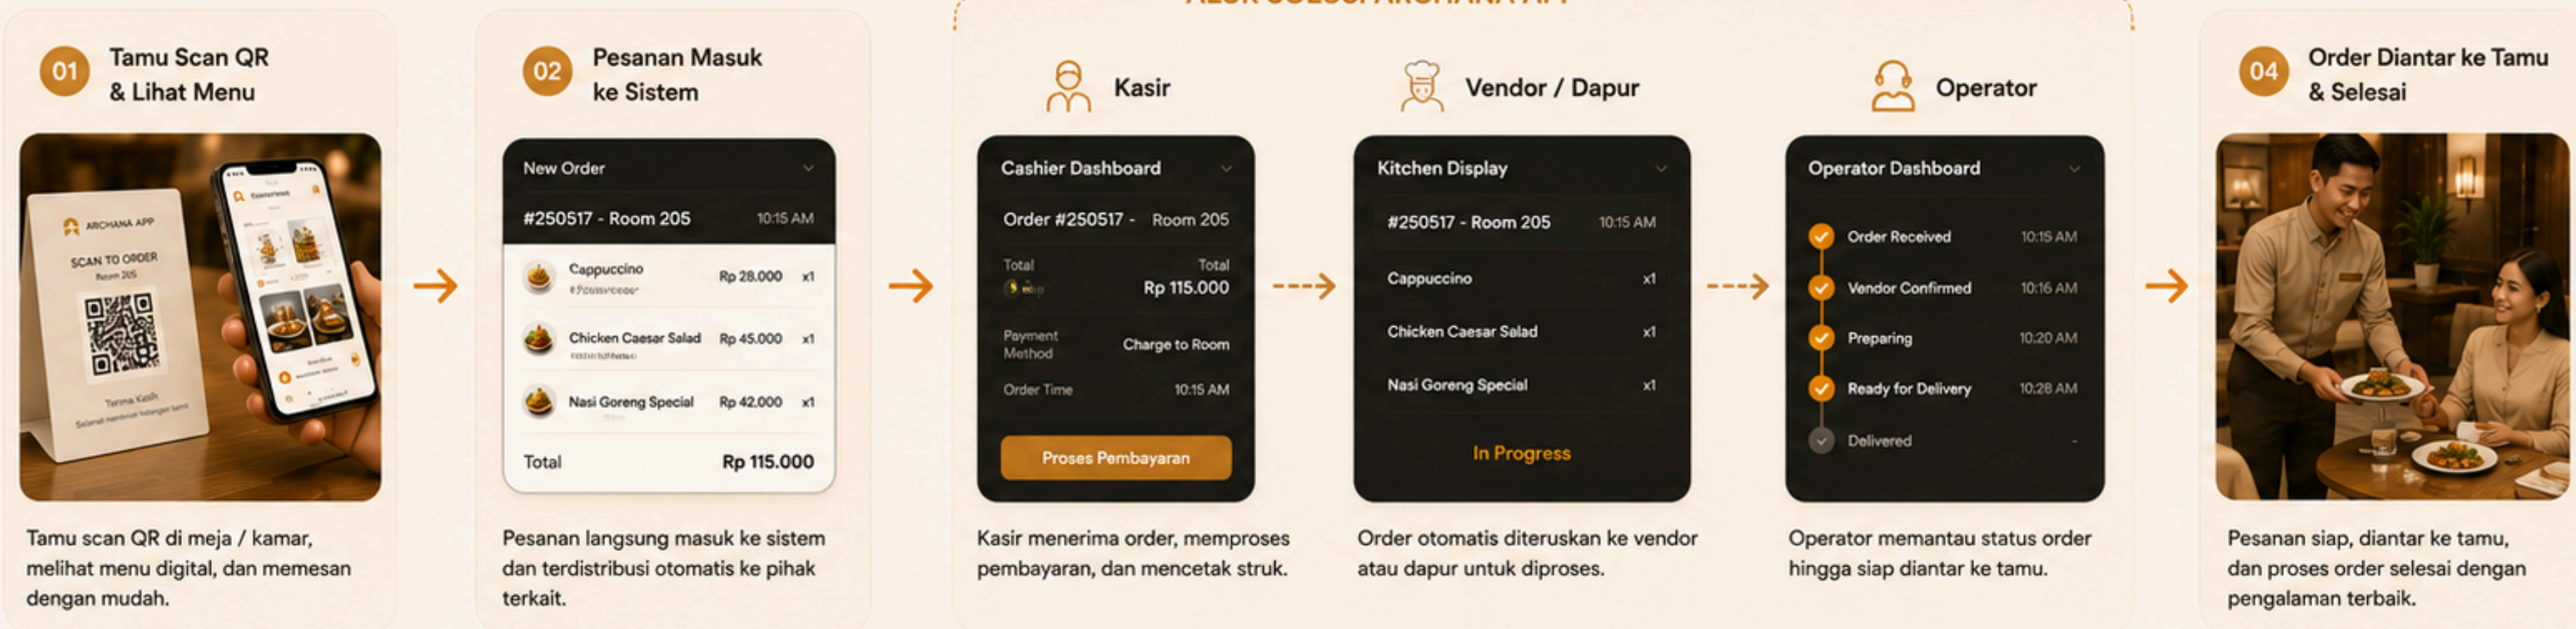 01
Tamu Scan QR
& Lihat Menu
ARCHANA APP
SCAN TO ORDER
Room 205
Terima Kasih
Tamu scan QR di meja / kamar,
melihat menu digital, dan memesan
dengan mudah.
02
Pesanan Masuk
ke Sistem
New Order
#250517 - Room 205 10:15 AM
Cappuccino Rp 28.000 x1
Chicken Caesar Salad Rp 45.000 x1
Nasi Goreng Special Rp 42.000 x1
Total Rp 115.000
Pesanan langsung masuk ke sistem
dan terdistribusi otomatis ke pihak
terkait.
Kasir
Cashier Dashboard
Order #250517 - Room 205
Total Total
Rp 115.000
Payment
Method Charge to Room
Order Time 10:15 AM
Proses Pembayaran
Kasir menerima order, memproses
pembayaran, dan mencetak struk.
Vendor / Dapur
Kitchen Display
#250517 - Room 205 10:15 AM
Cappuccino x1
Chicken Caesar Salad x1
Nasi Goreng Special x1
In Progress
Order otomatis diteruskan ke vendor
atau dapur untuk diproses.
Operator
Operator Dashboard
Order Received 10:15 AM
Vendor Confirmed 10:16 AM
Preparing 10:20 AM
Ready for Delivery 10:28 AM
Delivered -
Operator memantau status order
hingga siap diantar ke tamu.
04
Order Diantar ke Tamu
& Selesai
Pesanan siap, diantar ke tamu,
dan proses order selesai dengan
pengalaman terbaik.